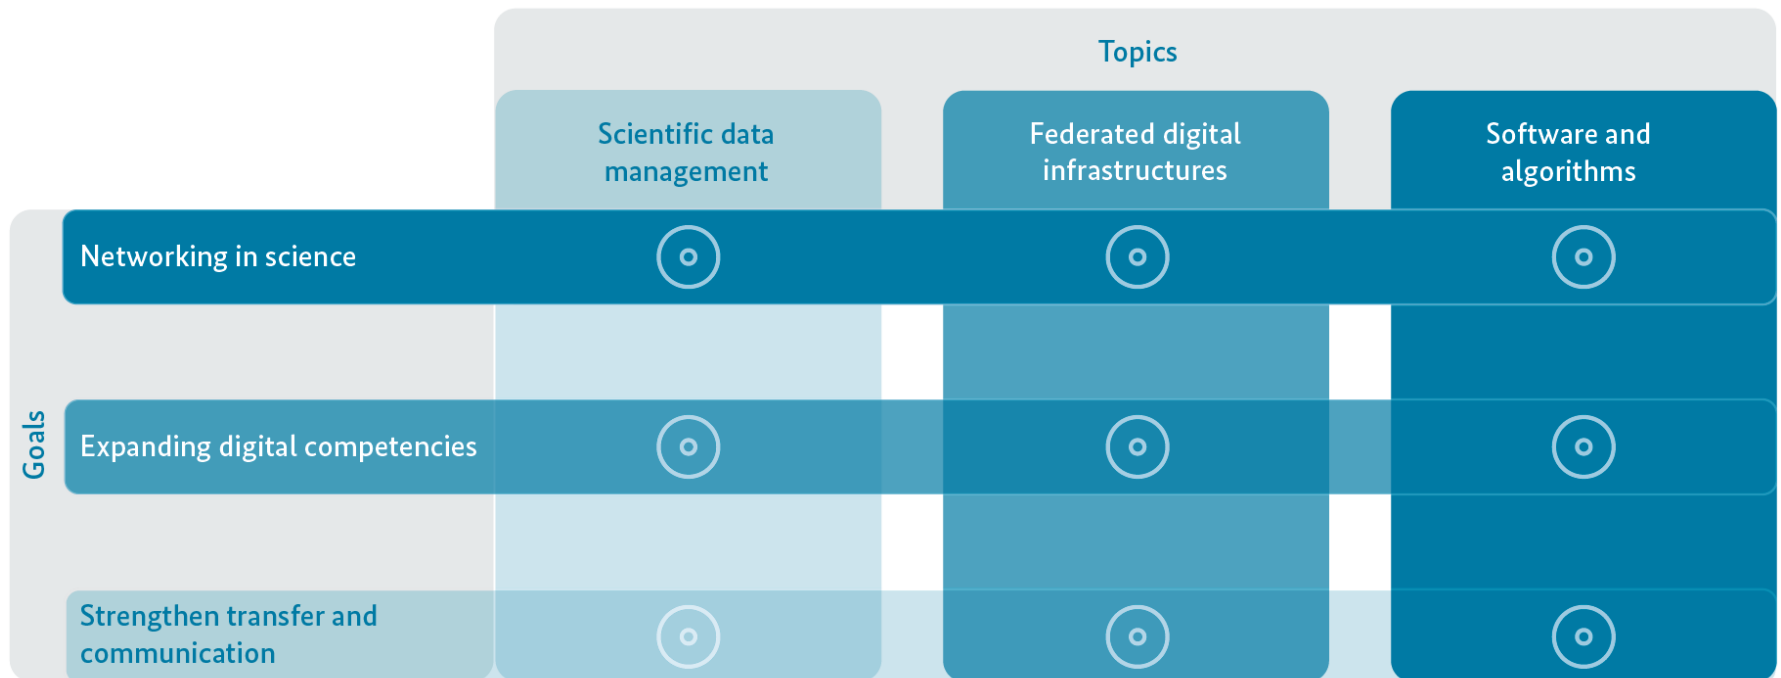 Topics
Scientific data
management
Federated digital
infrastructures
Software and
algorithms
Goals
Networking in science
Expanding digital competencies
Strengthen transfer and
communication